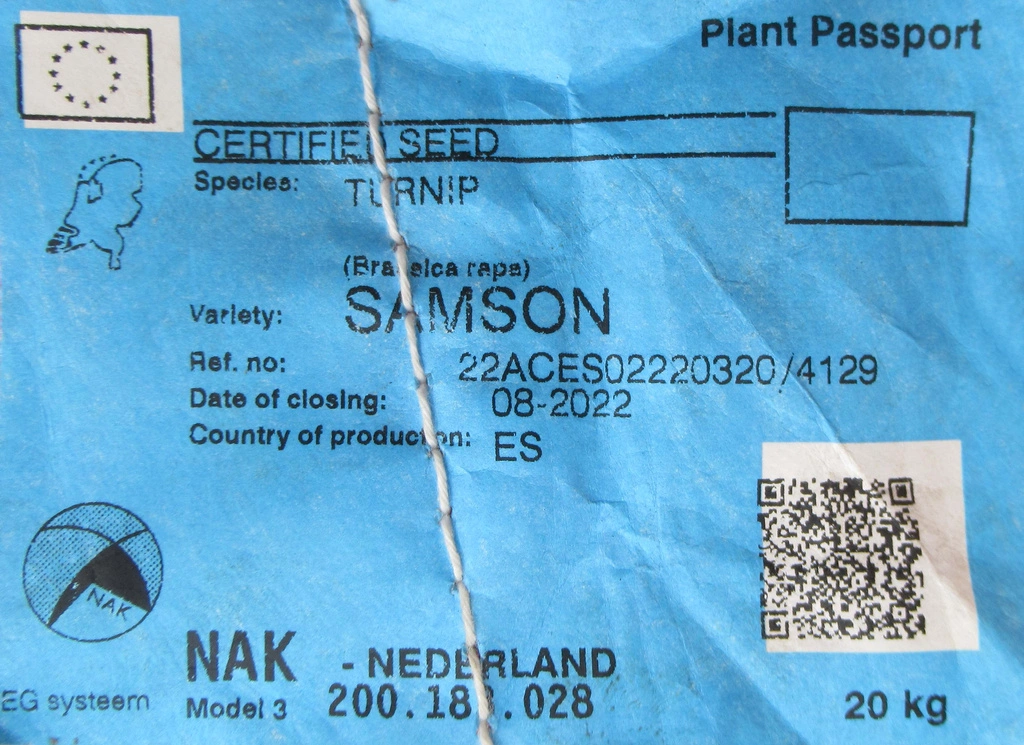 Plant Passport
CERTIFIED SEED
Species: TURNIP
(Brassica rapa)
Variety: SAMSON
Ref. no: 22ACES02220320/4129
Date of closing: 08-2022
Country of production: ES
NAK
NAK - NEDERLAND
EG systeem Model 3 20 kg